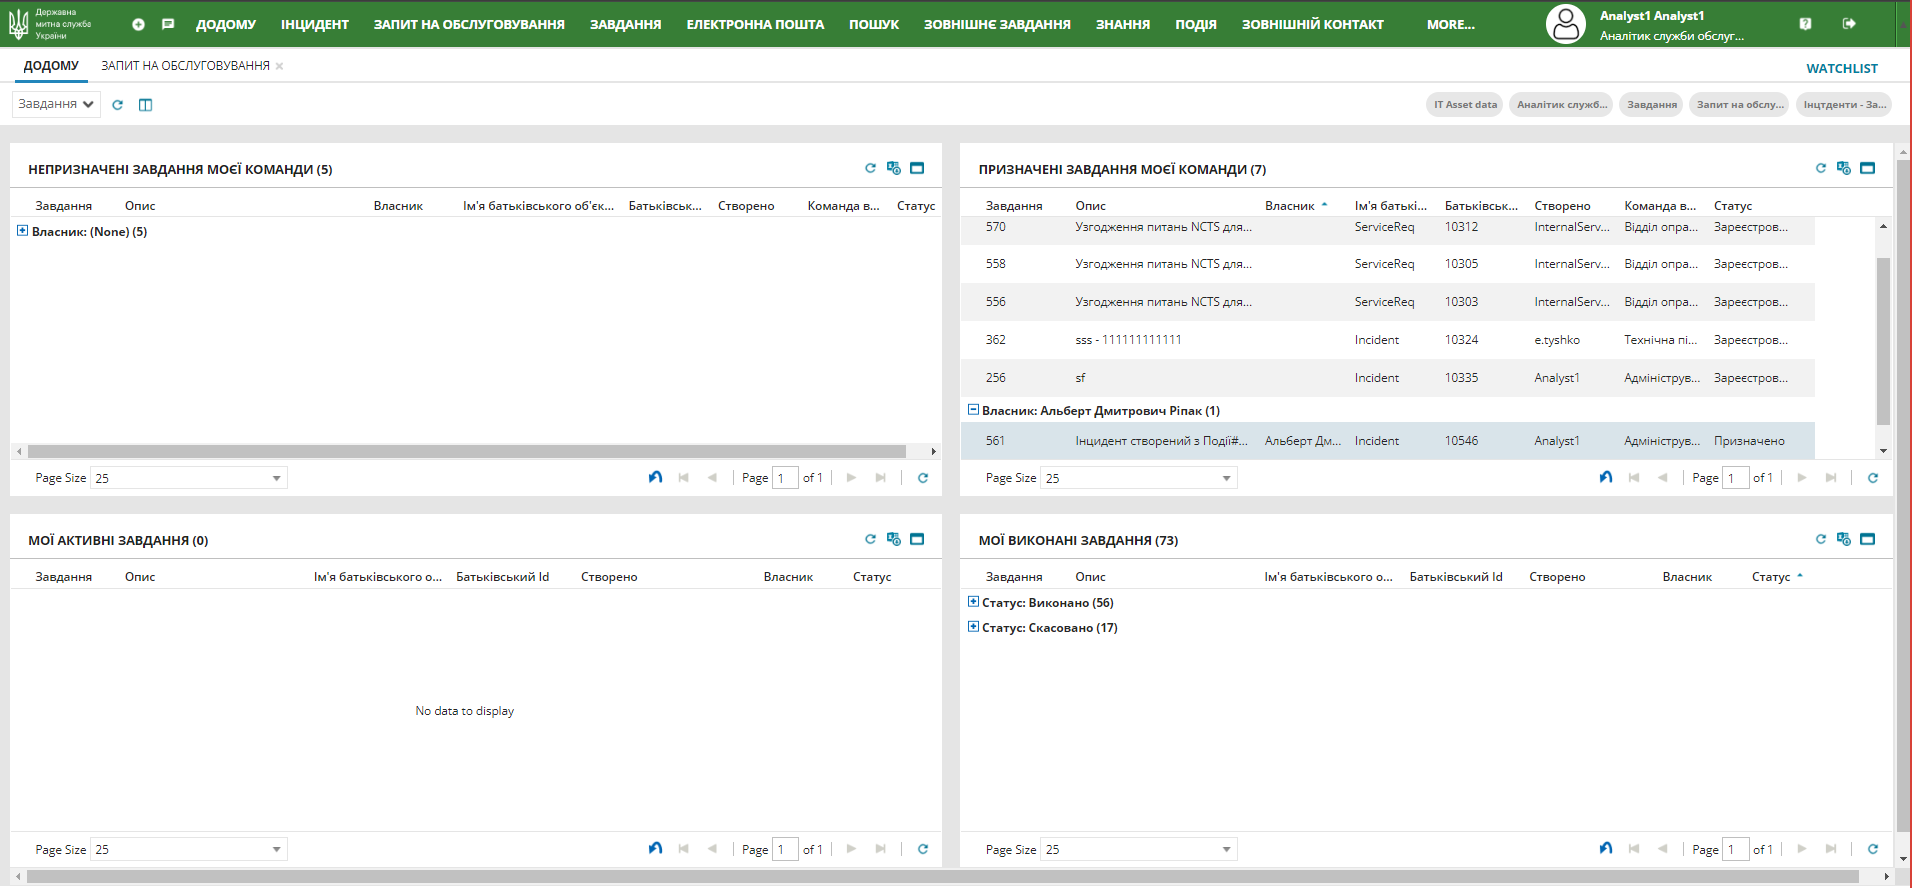 Державна
митна служба
України
ДОДОМУ ІНЦИДЕНТ ЗАПИТ НА ОБСЛУГОВУВАННЯ ЗАВДАННЯ ЕЛЕКТРОННА ПОШТА ПОШУК ЗОВНІШНЄ ЗАВДАННЯ ЗНАННЯ ПОДІЯ ЗОВНІШНІЙ КОНТАКТ MORE...
Analyst1 Analyst1
Аналітик служби обслуг...
ДОДОМУ ЗАПИТ НА ОБСЛУГОВУВАННЯ
WATCHLIST
Завдання
IT Asset data Аналітик служб... Завдання Запит на обслу... Інцтденти - За...
НЕПРИЗНАЧЕНІ ЗАВДАННЯ МОЄЇ КОМАНДИ (5)
Завдання Опис Власник Ім'я батьківського об'єк... Батьківськ... Створено Команда в... Статус
Власник: (None) (5)
Page Size 25 Page 1 of 1
ПРИЗНАЧЕНІ ЗАВДАННЯ МОЄЇ КОМАНДИ (7)
Завдання Опис Власник Ім'я батькі... Батьківськ... Створено Команда в... Статус
570 Узгодження питань NCTS для... ServiceReq 10312 InternalServ... Відділ опра... Зареєстров...
558 Узгодження питань NCTS для... ServiceReq 10305 InternalServ... Відділ опра... Зареєстров...
556 Узгодження питань NCTS для... ServiceReq 10303 InternalServ... Відділ опра... Зареєстров...
362 sss - 111111111111 Incident 10324 e.tyshko Технічна пі... Зареєстров...
256 sf Incident 10335 Analyst1 Адмініструв... Зареєстров...
Власник: Альберт Дмитрович Ріпак (1)
561 Інцидент створений з Події#... Альберт Дм... Incident 10546 Analyst1 Адмініструв... Призначено
Page Size 25 Page 1 of 1
МОЇ АКТИВНІ ЗАВДАННЯ (0)
Завдання Опис Ім'я батьківського о... Батьківський Id Створено Власник Статус
No data to display
Page Size 25 Page 1 of 1
МОЇ ВИКОНАНІ ЗАВДАННЯ (73)
Завдання Опис Ім'я батьківського о... Батьківський Id Створено Власник Статус
Статус: Виконано (56)
Статус: Скасовано (17)
Page Size 25 Page 1 of 1